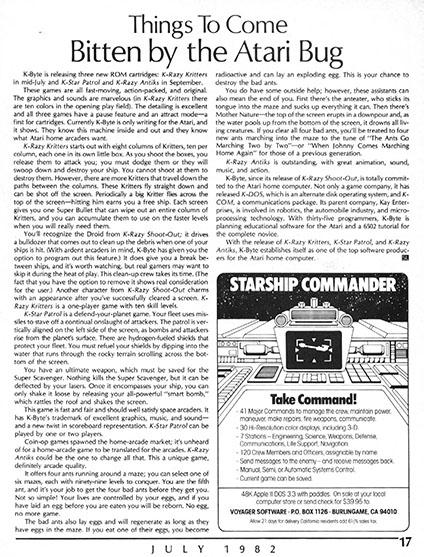 Things To Come
Bitten by the Atari Bug
K-Byte is releasing three new ROM cartridges: K-Razy Kritters
in mid-July and K-Star Patrol and K-Razy Antiks in September.
These games are all fast-moving, action-packed, and original.
The graphics and sounds are marvelous (in K-Razy Kritters there
are ten colors in the opening play field). The detailing is excellent
and all three games have a pause feature and an attract mode—a
first for cartridges. Currently K-Byte is only writing for the Atari, and
it shows. They know this machine inside and out and they know
what Atari home arcaders want.
K-Razy Kritters starts out with eight columns of Kritters, ten per
column, each one in its own little box. As you shoot the boxes, you
release them to attack you; you must dodge them or they will
swoop down and destroy your ship. You cannot shoot at them to
destroy them. However, there are more Kritters that travel down the
paths between the columns. These Kritters fly straight down and
can be shot off the screen. Periodically a big Kritter flies across the
top of the screen—hitting him earns you a free ship. Each screen
gives you one Super Bullet that can wipe out an entire column of
Kritters, and you can accumulate them to use on the faster levels
when you will really need them.
You'll recognize the Droid from K-Razy Shoot-Out; it drives
a bulldozer that comes out to clean up the debris when one of your
ships is hit. (With ardent arcaders in mind, K-Byte has given you the
option to program out this feature.) It does give you a break be-
tween ships, and it's worth watching, but real gamers may want to
skip it during the heat of play. This clean-up crew takes its time. (The
fact that you have the option to remove it shows real consideration
for the user.) Another character from K-Razy Shoot-Out charms
with an appearance after you've successfully cleared a screen. K-
Razy Kritters is a one-player game with ten skill levels.
K-Star Patrol is a defend-your-planet game. Your fleet uses mis-
siles to stave off a continual onslaught of attackers. The patrol is ver-
tically aligned on the left side of the screen, as bombs and attackers
rise from the planet's surface. There are hydrogen-fueled shields that
protect your fleet. You must refuel your shields by dipping into the
water that runs through the rocky terrain scrolling across the bot-
tom of the screen.
You have an ultimate weapon, which must be saved for the
Super Scavenger. Nothing kills the Super Scavenger, but it can be
deflected by your lasers. Once it encompasses your ship, you can
only shake it loose by releasing your all-powerful "smart bombs,"
which rattles the roof and shakes the screen.
This game is fast and fair and should well satisfy space arcaders. It
has K-Byte's trademark of excellent graphics, music, and sound—
and a new twist in scoreboard representation. K-Star Patrol can be
played by one or two players.
Coin-op games spawned the home-arcade market; it's unheard
of for a home-arcade game to be translated for the arcades. K-Razy
Antiks could be the one to change all that. This a unique game,
definitely arcade quality.
It offers four ants running around a maze; you can select one of
six mazes, each with ninety-nine levels to conquer. You are the fifth
ant, and it's your job to get the four bad ants before they get you.
Not so simple! Your lives are controlled by your eggs, and if you
have laid an egg before you are eaten you will be reborn. No egg,
no more game.
The bad ants also lay eggs and will regenerate as long as they
have eggs in the maze. If you eat one of their eggs, you become
radioactive and can lay an exploding egg. This is your chance to
destroy the bad ants.
You do have some outside help; however, these assistants can
also mean the end of you. First there's the anteater, who sticks its
tongue into the maze and sucks up everything it can. Then there's
Mother Nature—the top of the screen erupts in a downpour and, as
the water pools up from the bottom of the screen, it drowns all liv-
ing creatures. If you clear all four bad ants, you'll be treated to four
new ants marching into the maze to the tune of "The Ants Go
Marching Two by Two"—or "When Johnny Comes Marching
Home Again" for those of a previous generation.
K-Razy Antiks is outstanding, with great animation, sound,
music, and action.
K-Byte, since its release of K-Razy Shoot-Out, is totally commit-
ted to the Atari home computer. Not only a game company, it has
released K-DOS, which is an alternate disk operating system, and K-
COM, a communications package. Its parent company, Kay Enter-
prises, is involved in robotics, the automobile industry, and micro-
processing technology. With thirty-five programmers, K-Byte is
planning educational software for the Atari and a 6502 tutorial for
the complete novice.
With the release of K-Razy Kritters, K-Star Patrol, and K-Razy
Antiks, K-Byte establishes itself as one of the top software produc-
ers for the Atari home computer.
STARSHIP COMMANDER
Take Command!
- 41 Major Commands to manage the crew, maintain power,
maneuver, make repairs, fire weapons, communicate.
- 30 Hi-Resolution color displays, including 3-D.
- 7 Stations – Engineering, Science, Weapons, Defense,
Communications, Life Support, Navigation.
- 120 Crew Members and Officers, assignable by name.
- Send messages to the enemy – and receive messages back.
- Manual, Semi, or Automatic Systems Control.
- Current game can be saved.
48K Apple II DOS 3.3 with paddles. On sale at your local
computer store or send check for $39.95 to:
VOYAGER SOFTWARE · P.O. BOX 1126 · BURLINGAME, CA 94010
Allow 21 days for delivery. California residents add 6½% sales tax.
JULY 1982
17